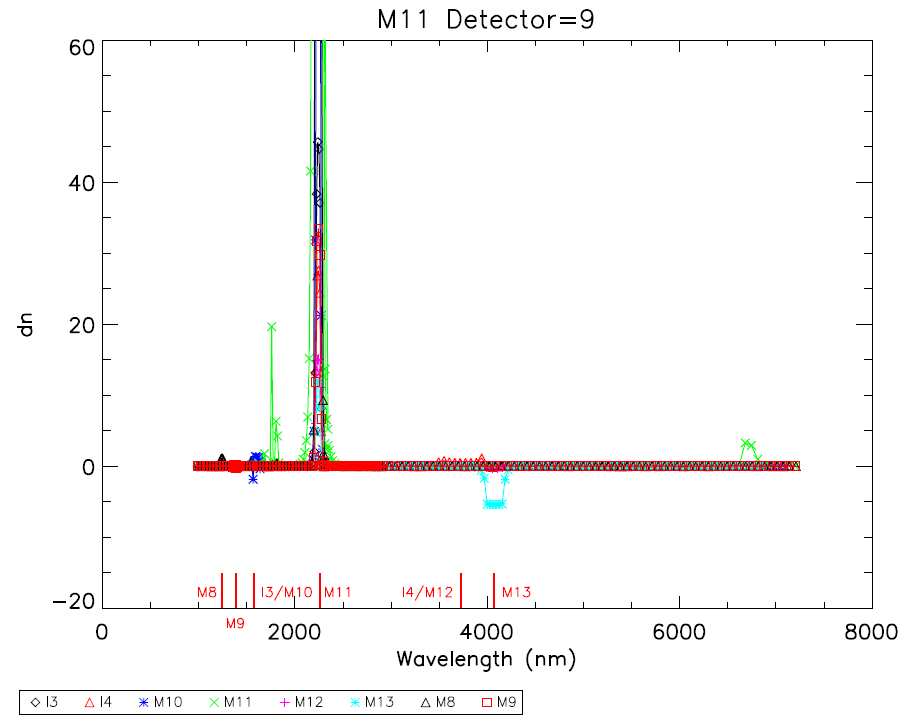 M11 Detector=9
60
40
20
0
−20
dn
M8
M9
I3/M10
M11
I4/M12
M13
0
2000
4000
6000
8000
Wavelength (nm)
I3
I4
M10
M11
M12
M13
M8
M9